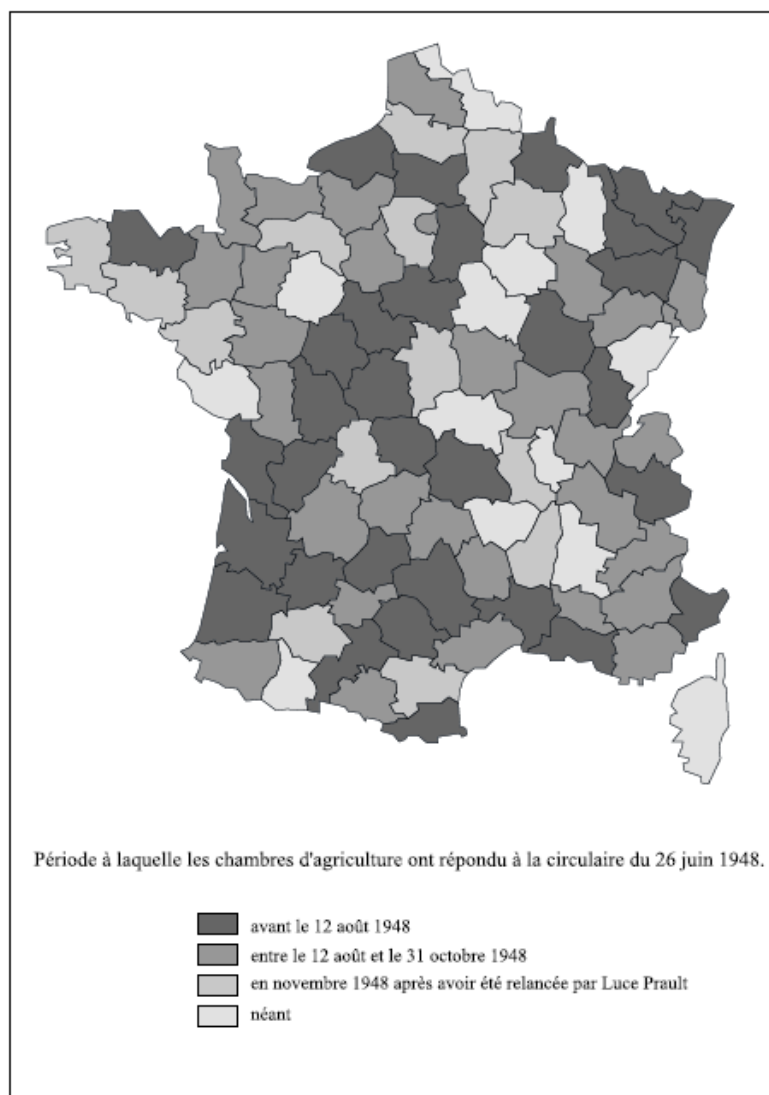 Période à laquelle les chambres d'agriculture ont répondu à la circulaire du 26 juin 1948.
avant le 12 août 1948
entre le 12 août et le 31 octobre 1948
en novembre 1948 après avoir été relancée par Luce Prault
néant